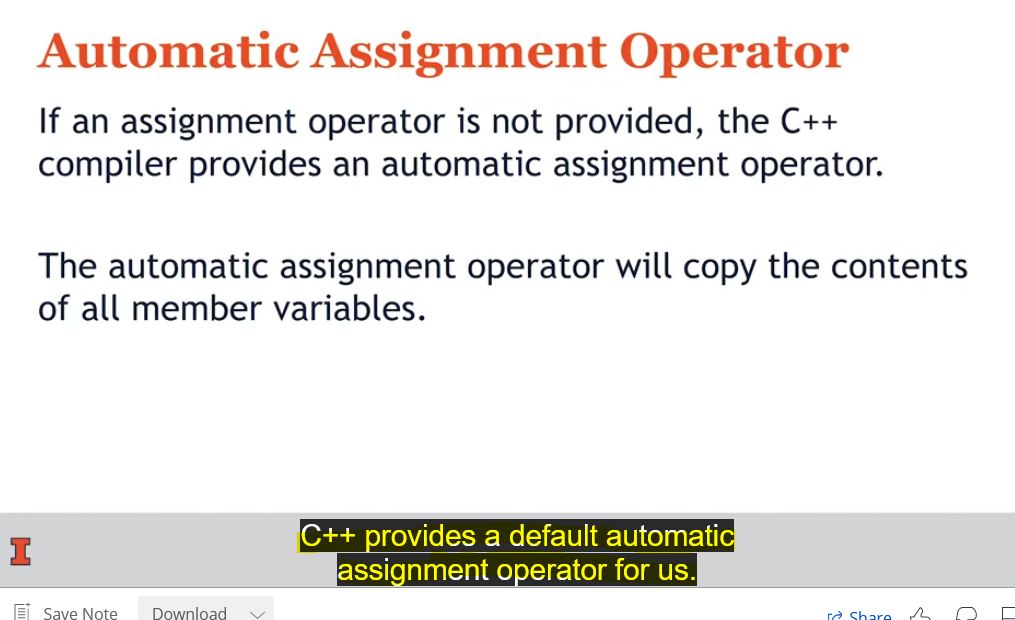 Automatic Assignment Operator
If an assignment operator is not provided, the C++
compiler provides an automatic assignment operator.
The automatic assignment operator will copy the contents
of all member variables.
I
C++ provides a default automatic
assignment operator for us.
Save Note
Download
Share